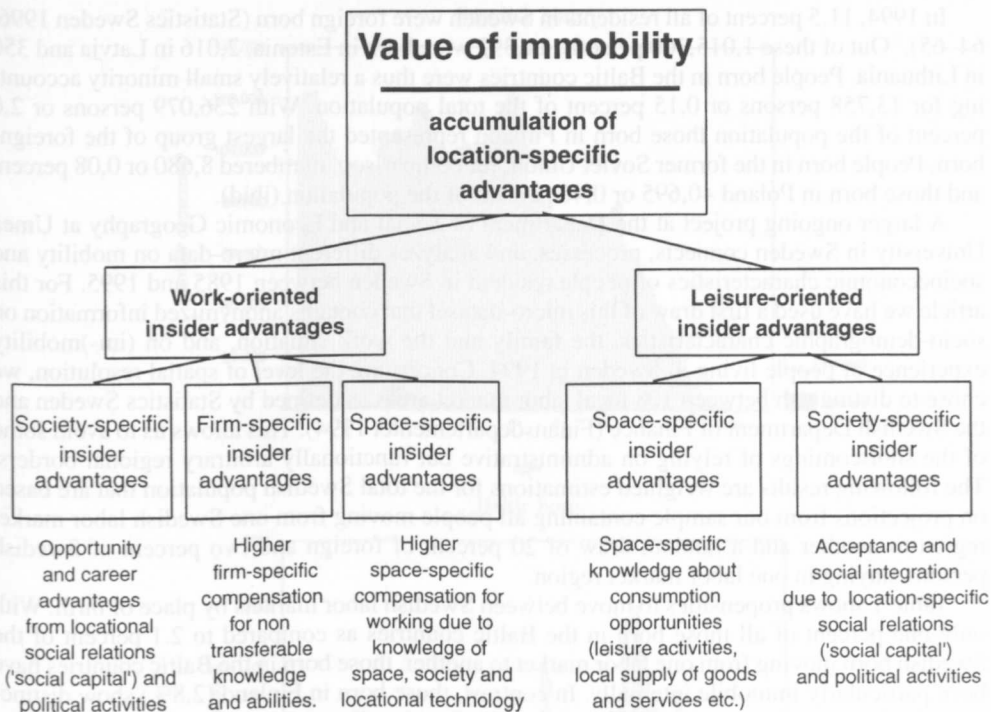 Value of immobility
accumulation of
location-specific
advantages
Work-oriented
insider advantages
Leisure-oriented
insider advantages
Society-specific
insider
advantages
Firm-specific
insider
advantages
Space-specific
insider
advantages
Space-specific
insider
advantages
Society-specific
insider
advantages
Opportunity
and career
advantages
from locational
social relations
('social capital') and
political activities
Higher
firm-specific
compensation
for non
transferable
knowledge
and abilities.
Higher
space-specific
compensation for
working due to
knowledge of
space, society and
locational technology
Space-specific
knowledge about
consumption
opportunities
(leisure activities,
local supply of goods
and services etc.)
Acceptance and
social integration
due to location-specific
social relations
('social capital')
and political activities